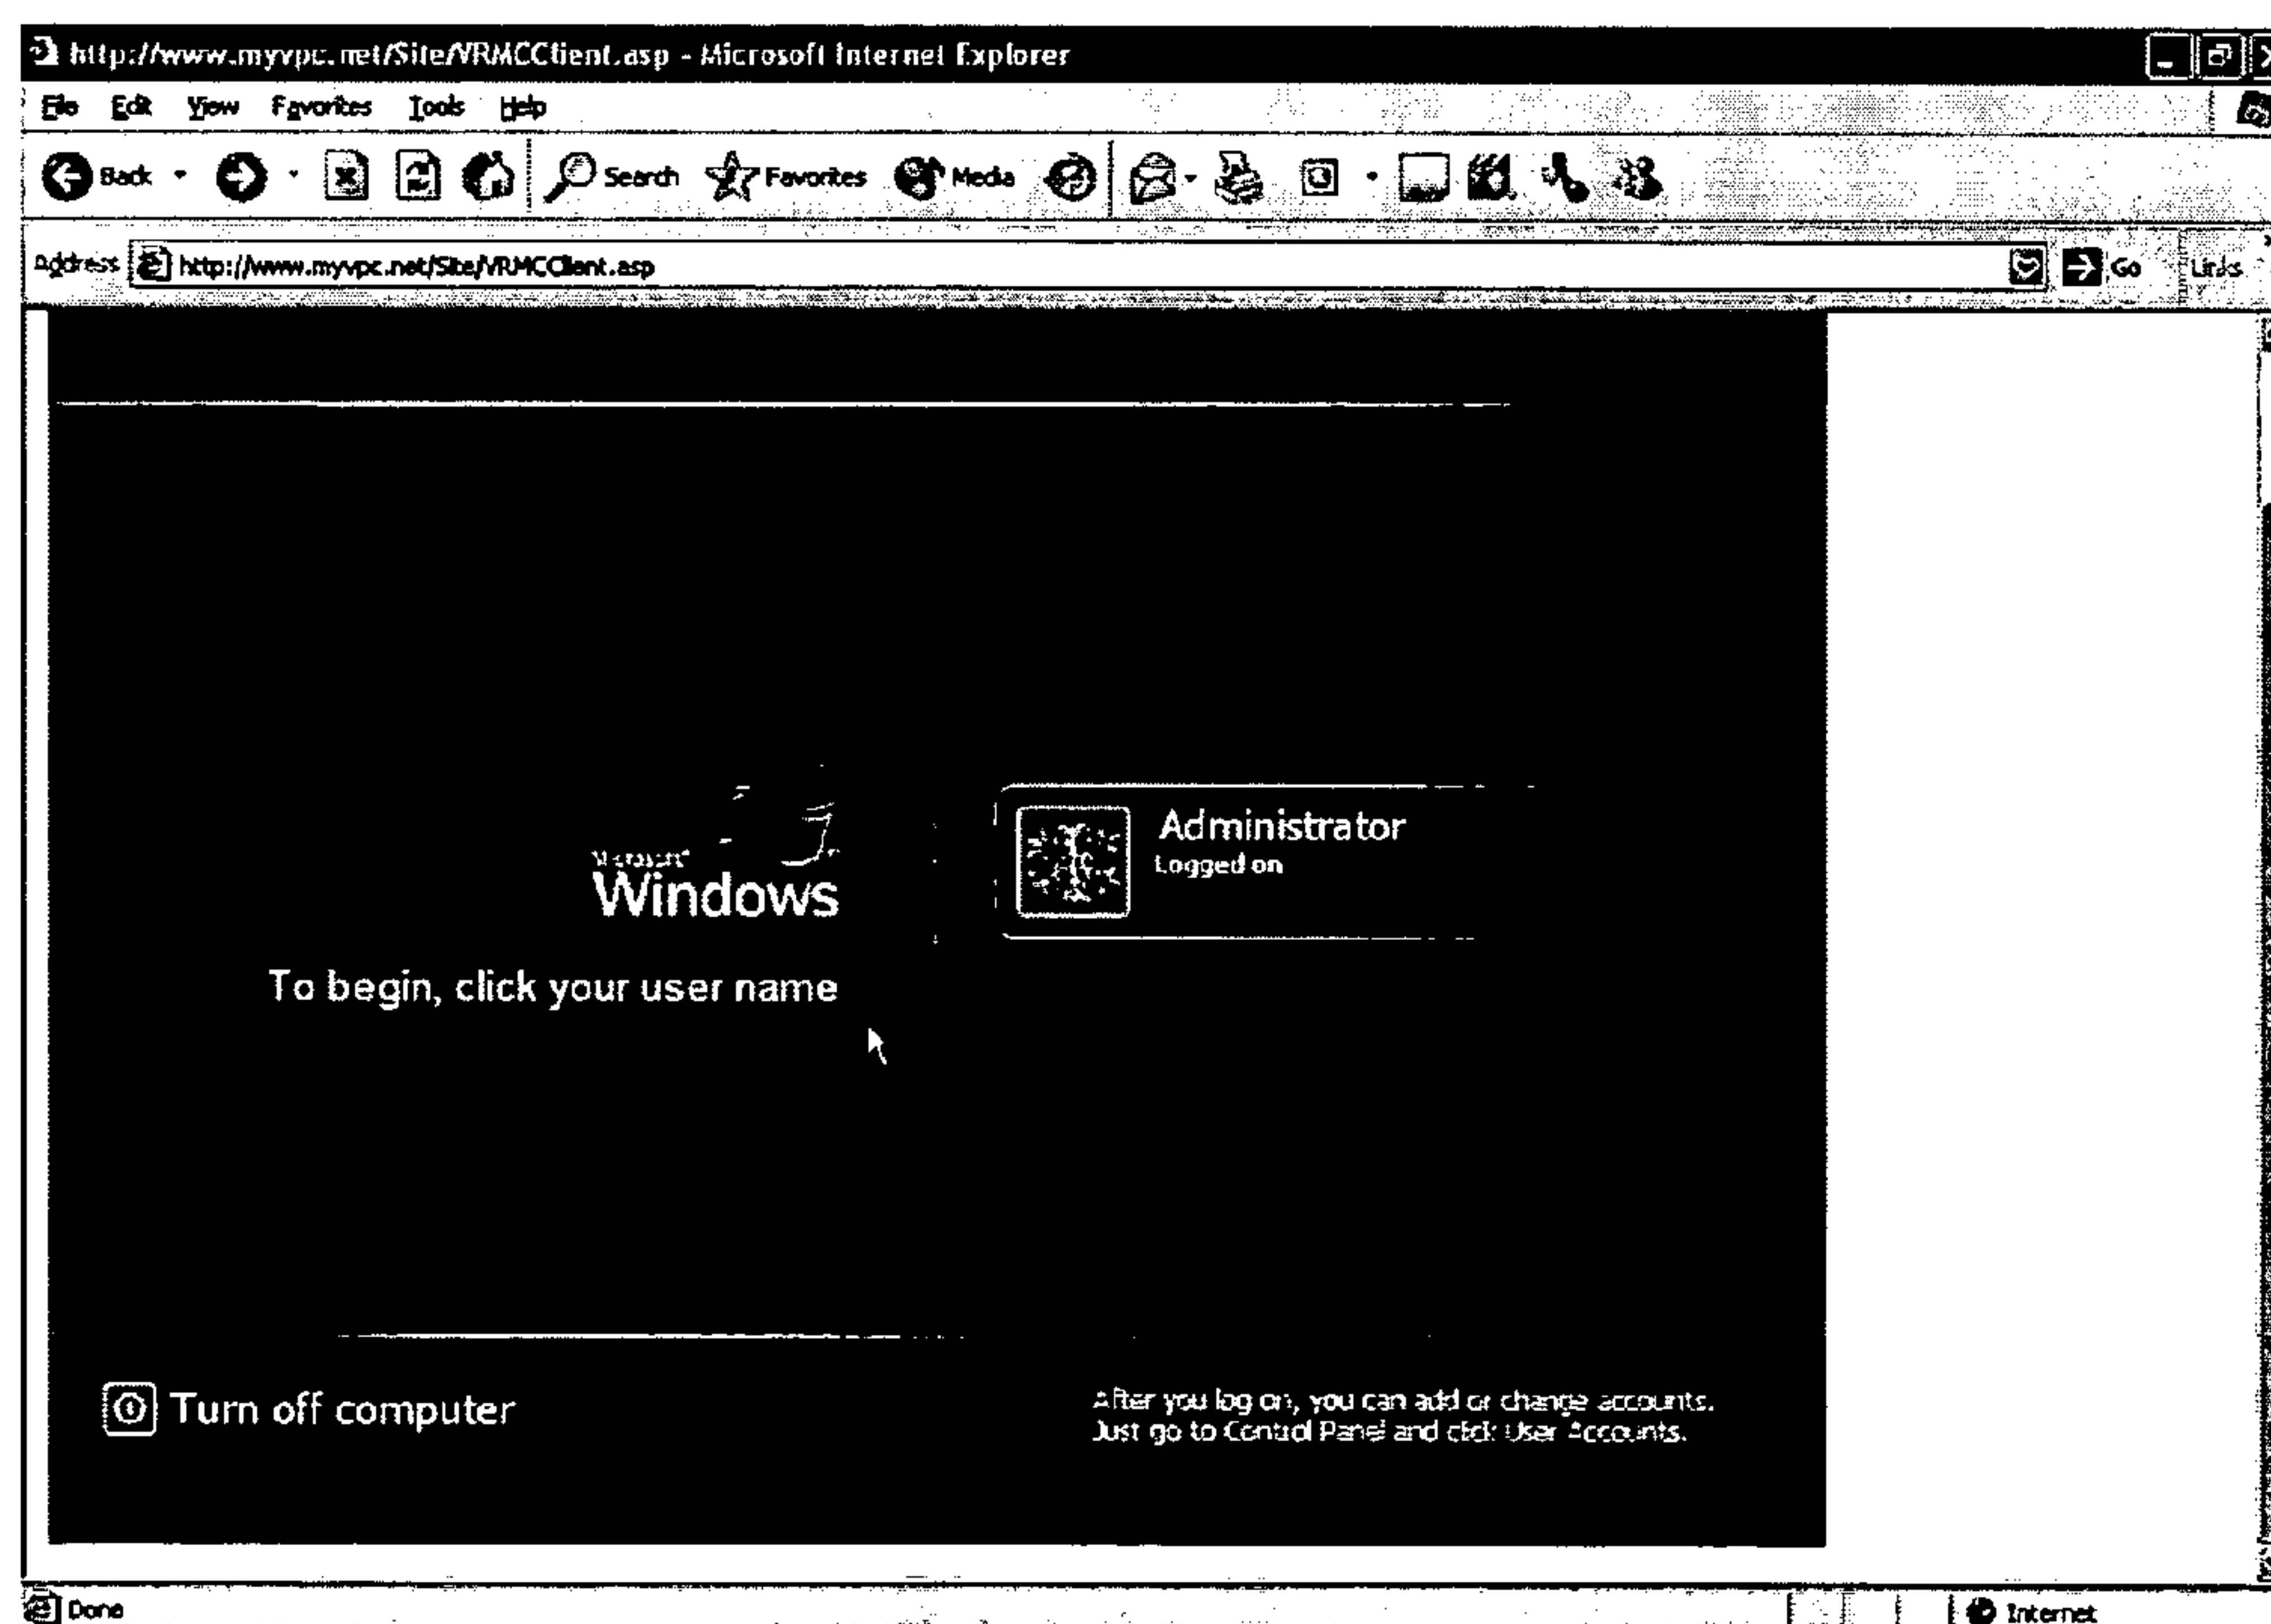 http://www.myvpc.net/Site/VRMCClient.asp - Microsoft Internet Explorer
File Edit View Favorites Tools Help
Back Search Favorites Media
Address http://www.myvpc.net/Site/VRMCClient.asp Go Links
Microsoft
Windows
To begin, click your user name
Administrator
Logged on
Turn off computer
After you log on, you can add or change accounts.
Just go to Control Panel and click User Accounts.
Done Internet